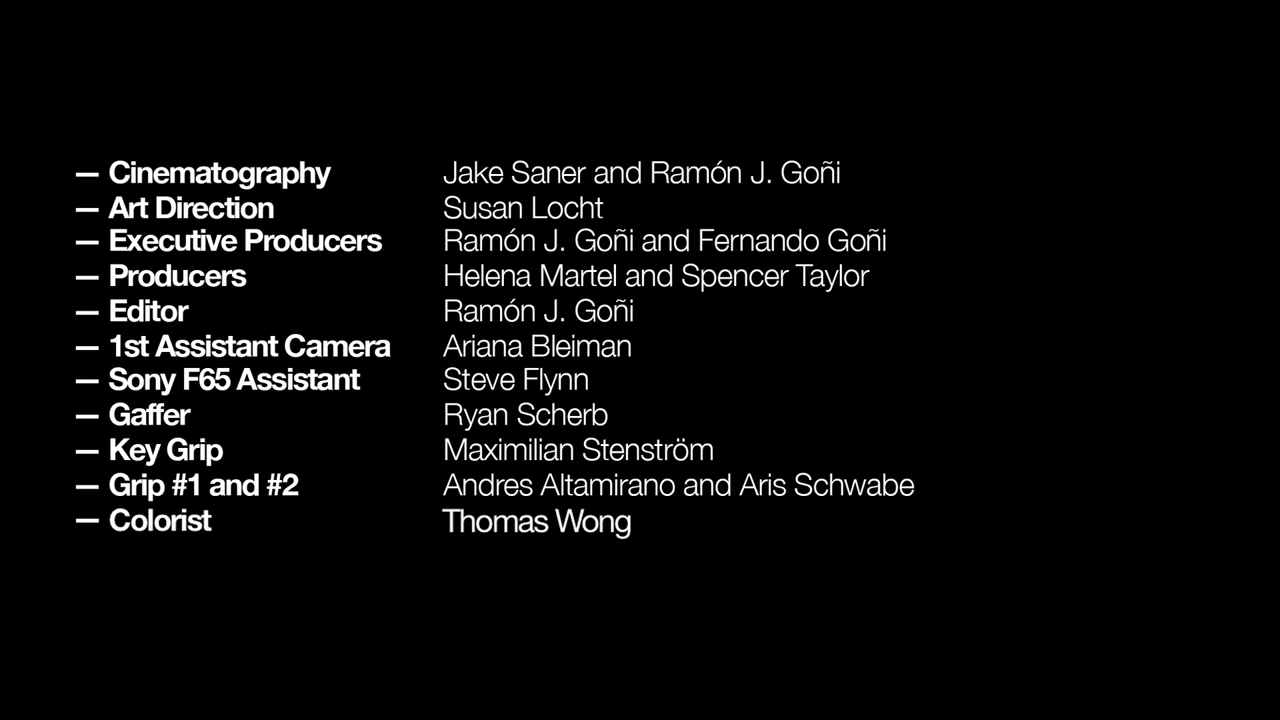 — Cinematography Jake Saner and Ramón J. Goñi
— Art Direction Susan Locht
— Executive Producers Ramón J. Goñi and Fernando Goñi
— Producers Helena Martel and Spencer Taylor
— Editor Ramón J. Goñi
— 1st Assistant Camera Ariana Bleiman
— Sony F65 Assistant Steve Flynn
— Gaffer Ryan Scherb
— Key Grip Maximilian Stenström
— Grip #1 and #2 Andres Altamirano and Aris Schwabe
— Colorist Thomas Wong